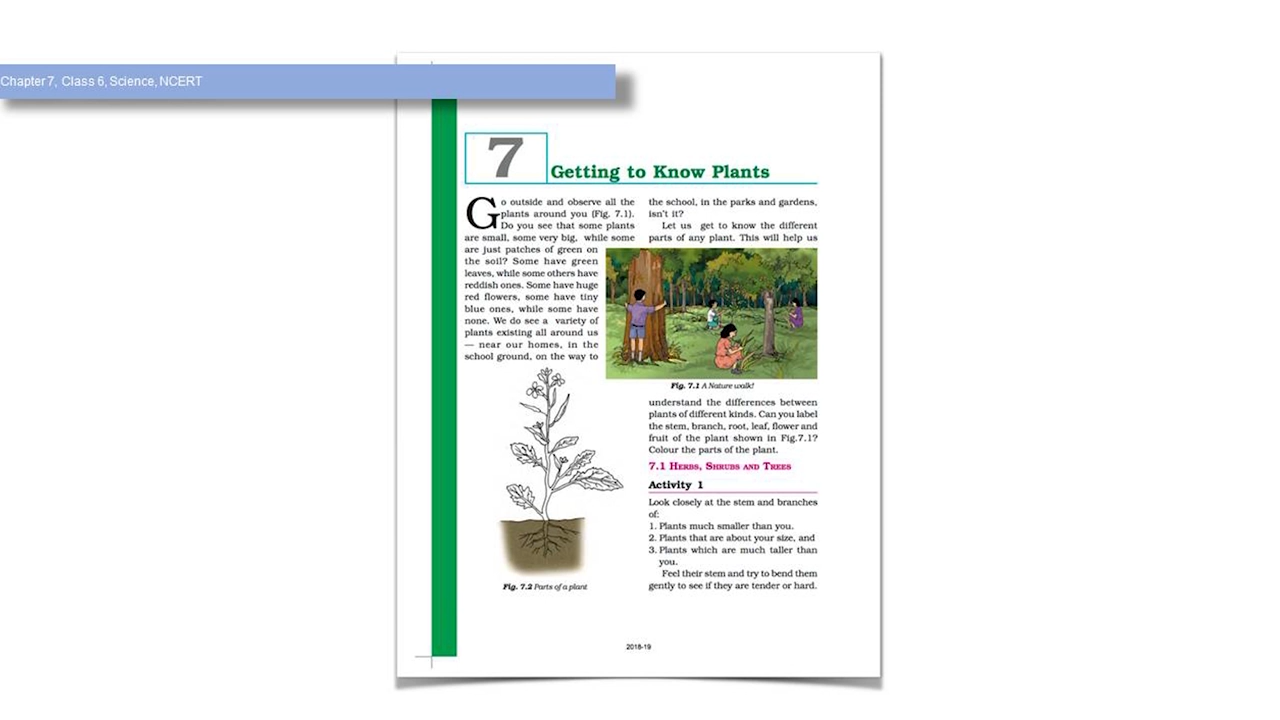 Chapter 7, Class 6, Science, NCERT
7
Getting to Know Plants
Go outside and observe all the
plants around you (Fig. 7.1).
Do you see that some plants
are small, some very big, while some
are just patches of green on
the soil? Some have green
leaves, while some others have
reddish ones. Some have huge
red flowers, some have tiny
blue ones, while some have
none. We do see a variety of
plants existing all around us
— near our homes, in the
school ground, on the way to
Fig. 7.2 Parts of a plant
the school, in the parks and gardens,
isn't it?
Let us get to know the different
parts of any plant. This will help us
Fig. 7.1 A Nature walk!
understand the differences between
plants of different kinds. Can you label
the stem, branch, root, leaf, flower and
fruit of the plant shown in Fig.7.1?
Colour the parts of the plant.
7.1 Herbs, Shrubs and Trees
Activity 1
Look closely at the stem and branches
of:
1. Plants much smaller than you.
2. Plants that are about your size, and
3. Plants which are much taller than
you.
Feel their stem and try to bend them
gently to see if they are tender or hard.
2018-19